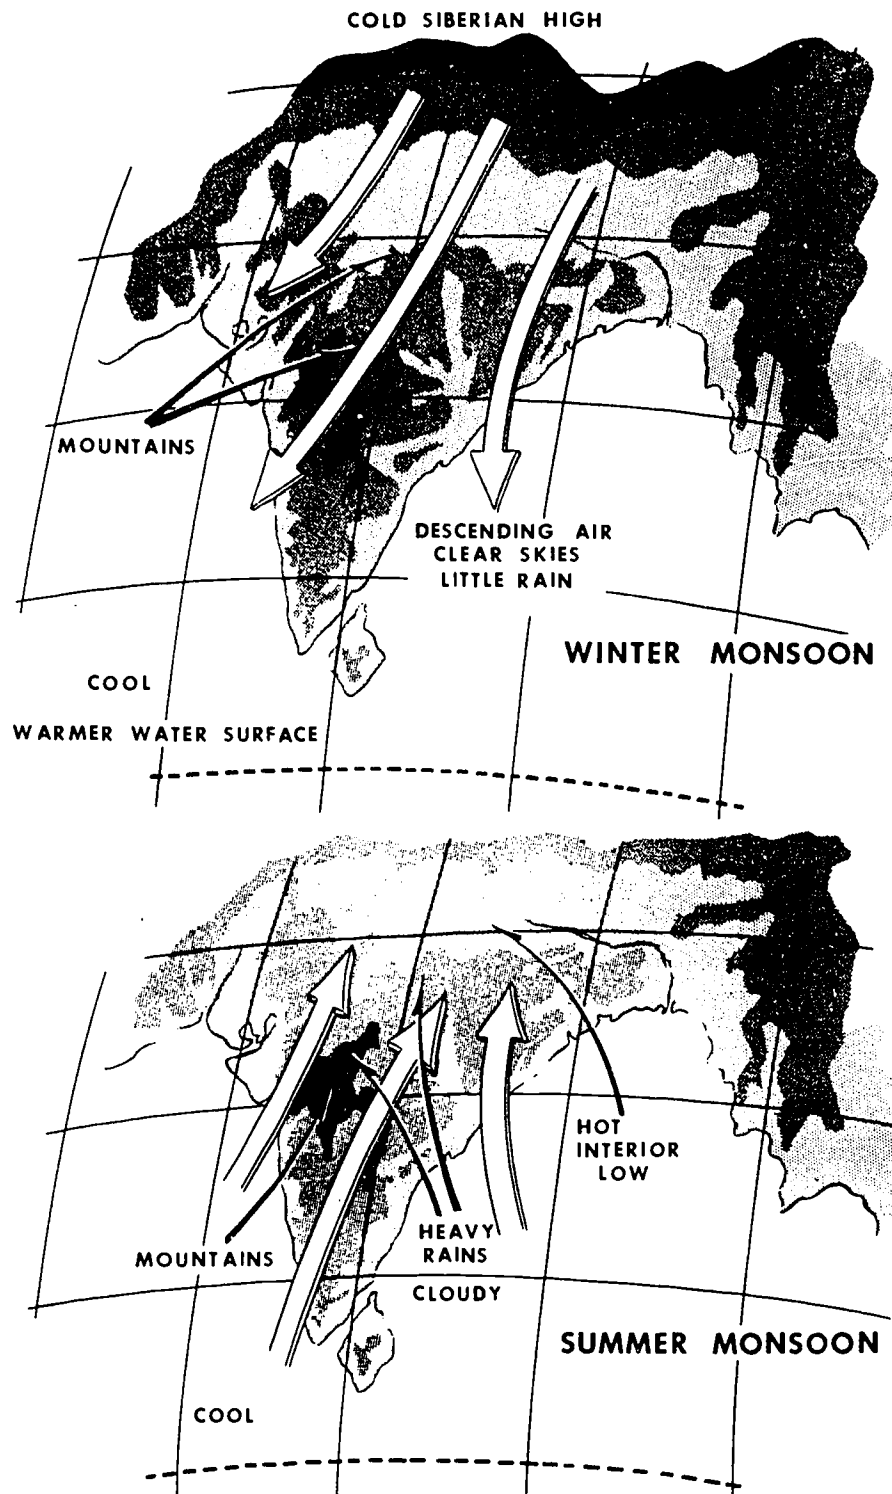 COLD SIBERIAN HIGH
MOUNTAINS
DESCENDING AIR
CLEAR SKIES
LITTLE RAIN
WINTER MONSOON
COOL
WARMER WATER SURFACE
HOT
INTERIOR
LOW
HEAVY
RAINS
MOUNTAINS
CLOUDY
SUMMER MONSOON
COOL